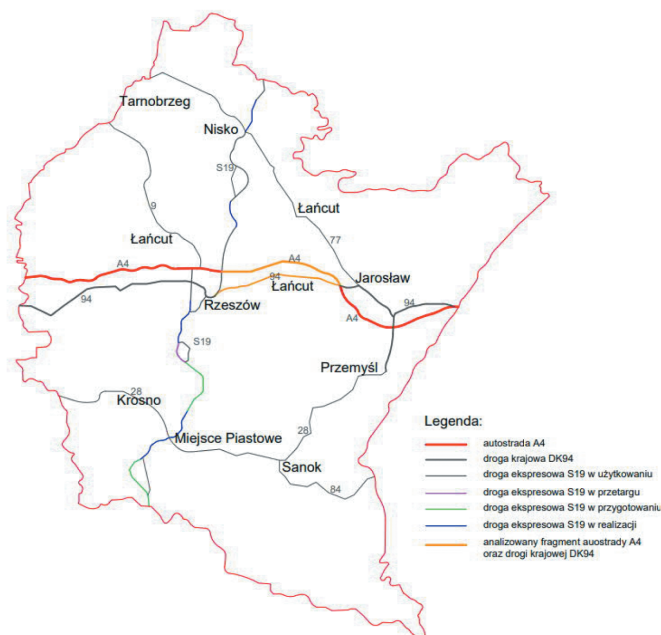 Tarnobrzeg
Nisko
S19
9
Łańcut
77
Łańcut
A4
A4
94
94
Łańcut
Jarosław
94
Rzeszów
A4
S19
Przemyśl
28
Krosno
Miejsce Piastowe
28
Sanok
84
Legenda:
autostrada A4
droga krajowa DK94
droga ekspresowa S19 w użytkowaniu
droga ekspresowa S19 w przetargu
droga ekspresowa S19 w przygotowaniu
droga ekspresowa S19 w realizacji
analizowany fragment auostrady A4
oraz drogi krajowej DK94